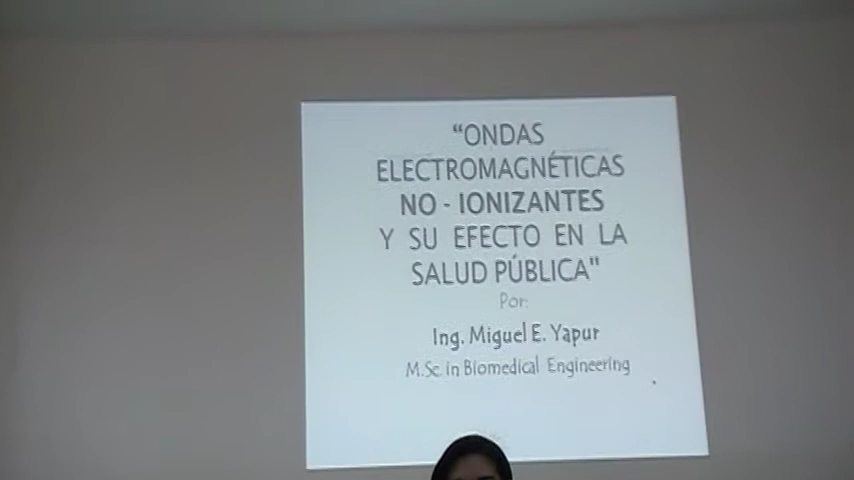 “ONDAS
ELECTROMAGNÉTICAS
NO - IONIZANTES
Y SU EFECTO EN LA
SALUD PÚBLICA"
Por:
Ing. Miguel E. Yapur
M.Sc. in Biomedical Engineering